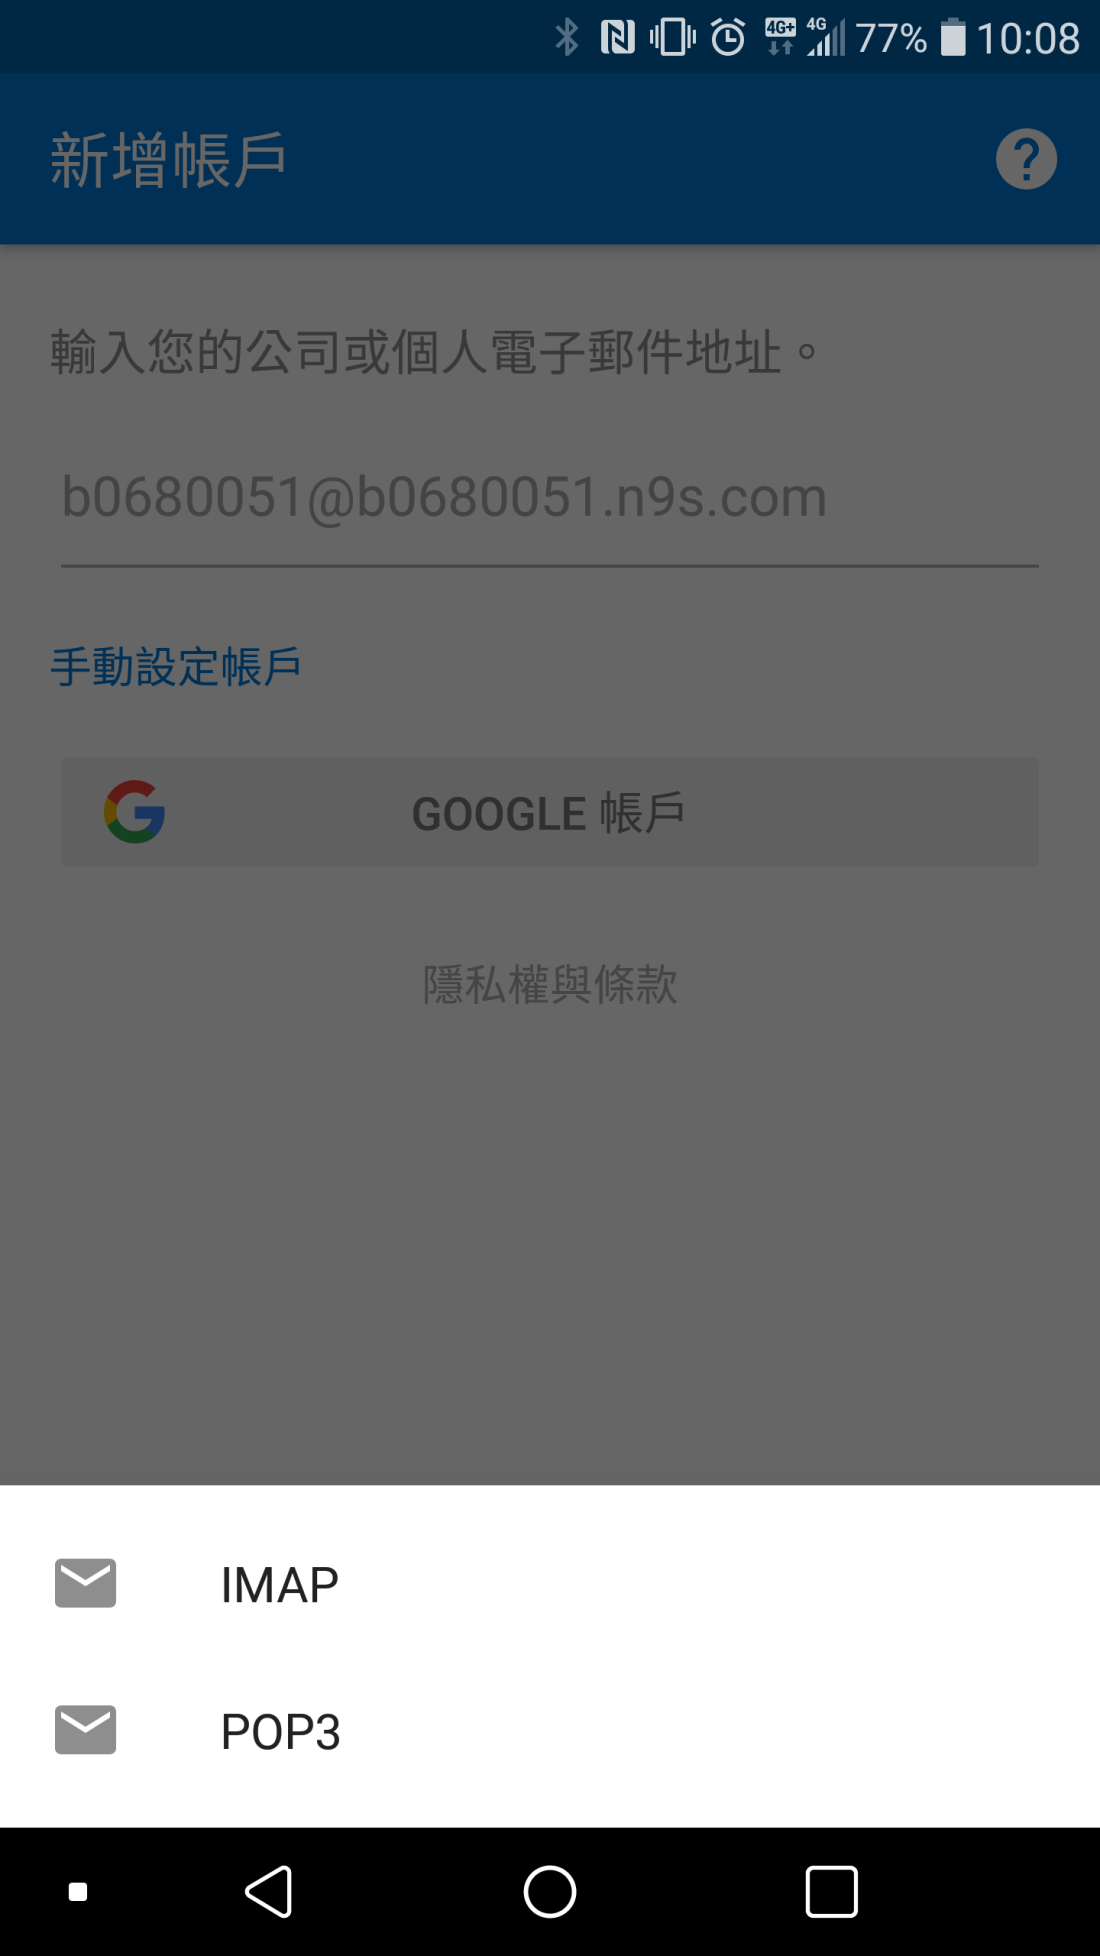 4G+ 4G 77% 10:08
新增帳戶 ?
輸入您的公司或個人電子郵件地址。
b0680051@b0680051.n9s.com
手動設定帳戶
G GOOGLE 帳戶
隱私權與條款
IMAP
POP3